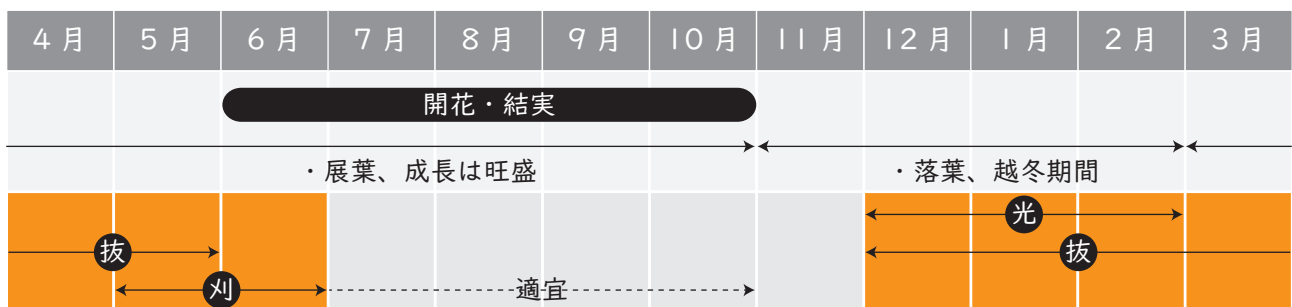 4月 5月 6月 7月 8月 9月 10月 11月 12月 1月 2月 3月
開花・結実
・展葉、成長は旺盛 ・落葉、越冬期間
光
抜 抜
刈 適宜